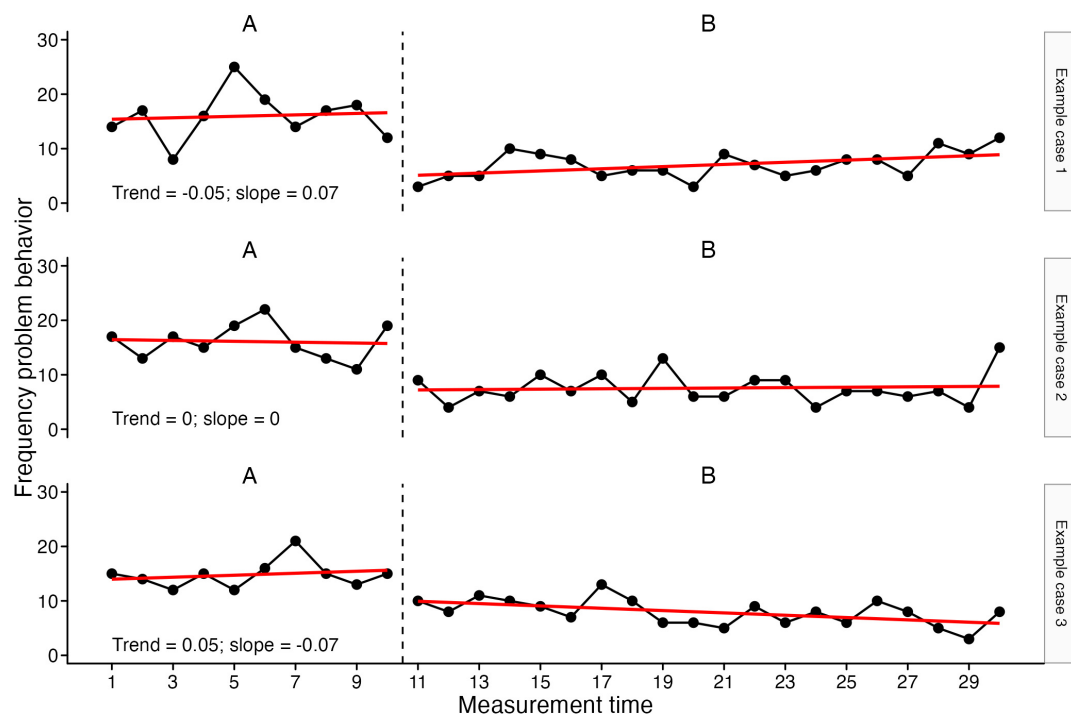 A
B
30
20
10
0
Trend = -0.05; slope = 0.07
Example case 1
A
B
30
20
10
0
Trend = 0; slope = 0
Example case 2
Frequency problem behavior
A
B
30
20
10
0
Trend = 0.05; slope = -0.07
Example case 3
1 3 5 7 9 11 13 15 17 19 21 23 25 27 29
Measurement time